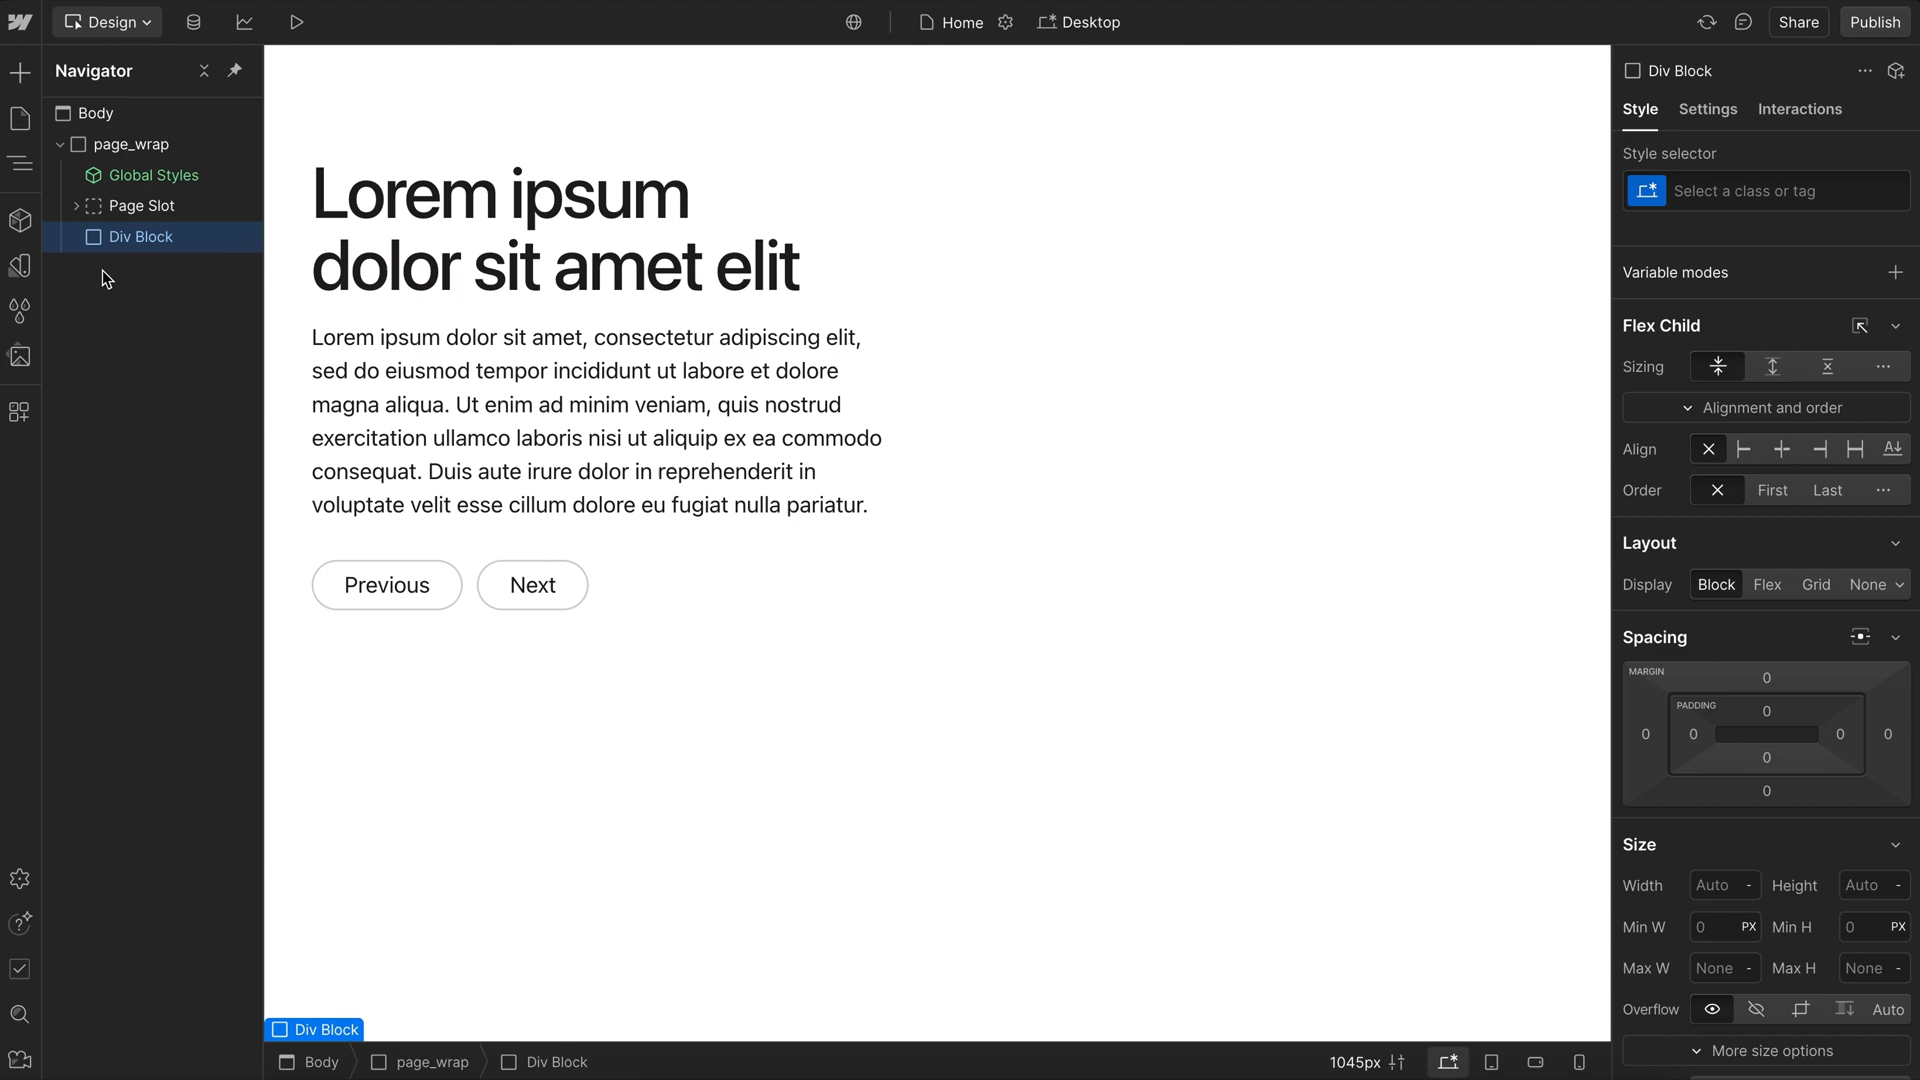 Design
Home
Desktop
Share
Publish
Navigator
Body
page_wrap
Global Styles
Page Slot
Div Block
Lorem ipsum
dolor sit amet elit
Lorem ipsum dolor sit amet, consectetur adipiscing elit,
sed do eiusmod tempor incididunt ut labore et dolore
magna aliqua. Ut enim ad minim veniam, quis nostrud
exercitation ullamco laboris nisi ut aliquip ex ea commodo
consequat. Duis aute irure dolor in reprehenderit in
voluptate velit esse cillum dolore eu fugiat nulla pariatur.
Previous Next
Div Block
Body page_wrap Div Block
1045px
Div Block
Style Settings Interactions
Style selector
Select a class or tag
Variable modes
Flex Child
Sizing
Alignment and order
Align
Order First Last
Layout
Display Block Flex Grid None
Spacing
MARGIN
0
PADDING
0
0 0 0 0
0
0
Size
Width Auto - Height Auto -
Min W 0 PX Min H 0 PX
Max W None - Max H None -
Overflow Auto
More size options